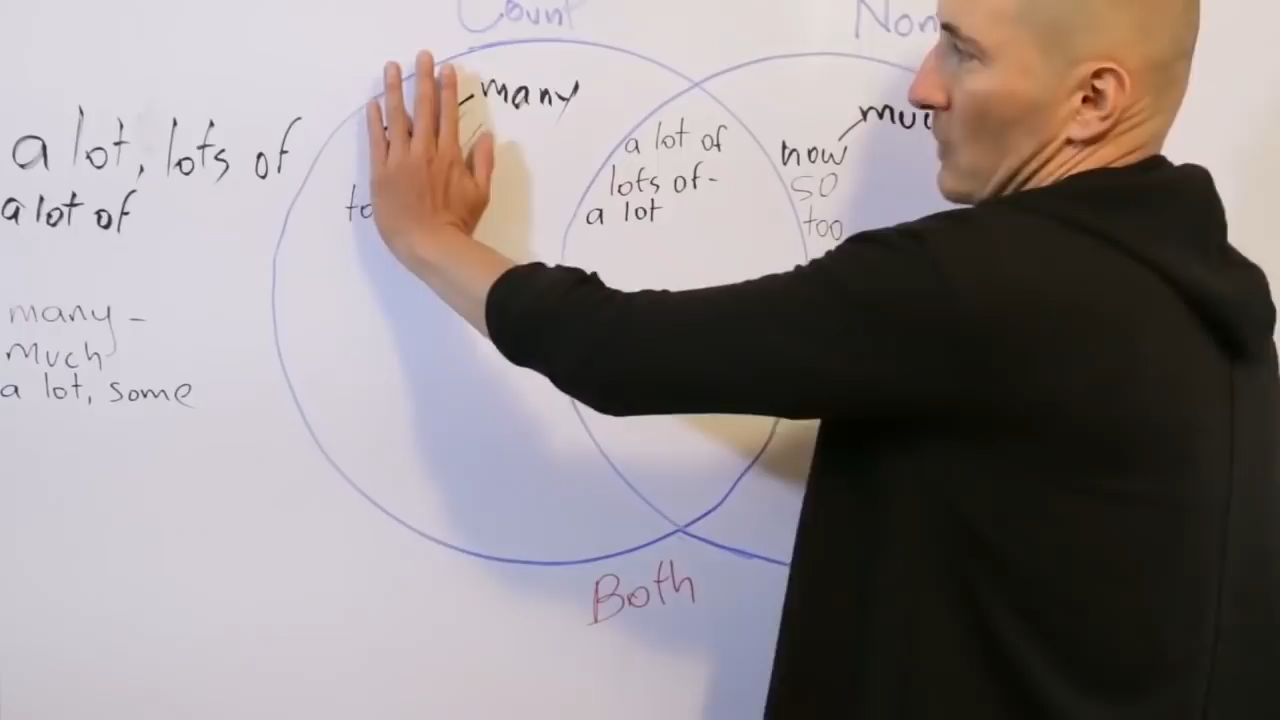 Count
Non
many
much
a lot, lots of
a lot of
a lot of
lots of-
a lot
how
so
too
many -
much
a lot, some
Both